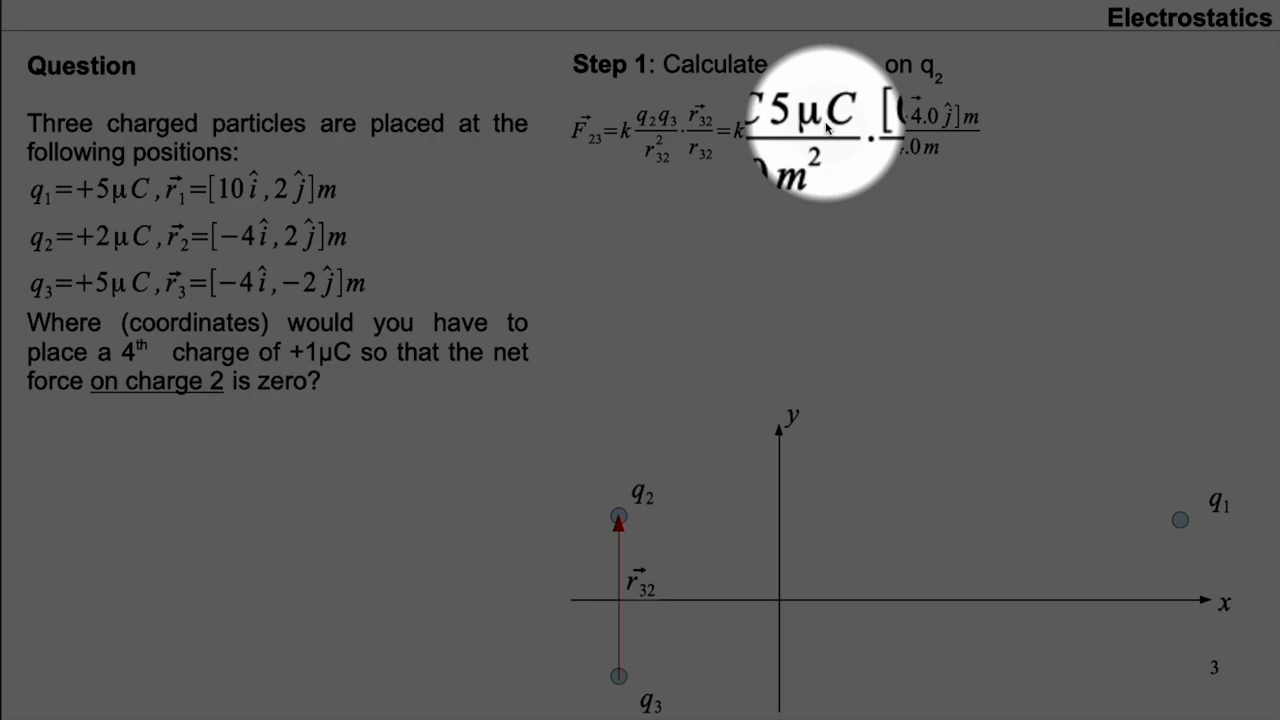 Electrostatics
Question
Three charged particles are placed at the
following positions:
q₁=+5μC, r⃗₁=[10î, 2ĵ]m
q₂=+2μC, r⃗₂=[−4î, 2ĵ]m
q₃=+5μC, r⃗₃=[−4î, −2ĵ]m
Where (coordinates) would you have to
place a 4th charge of +1μC so that the net
force on charge 2 is zero?
Step 1: Calculate on q₂
F⃗₂₃=k q₂q₃/r²₃₂ · r⃗₃₂/r₃₂ =k 5μC / m² · [ 4.0ĵ]m / .0m
y
q₂
q₁
r⃗₃₂
x
q₃
3